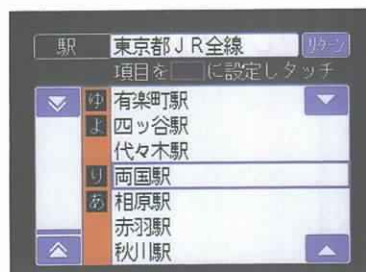 駅 東京都JR全線 リターン
項目を に設定しタッチ
ゆ 有楽町駅
よ 四ッ谷駅
代々木駅
り 両国駅
あ 相原駅
赤羽駅
秋川駅